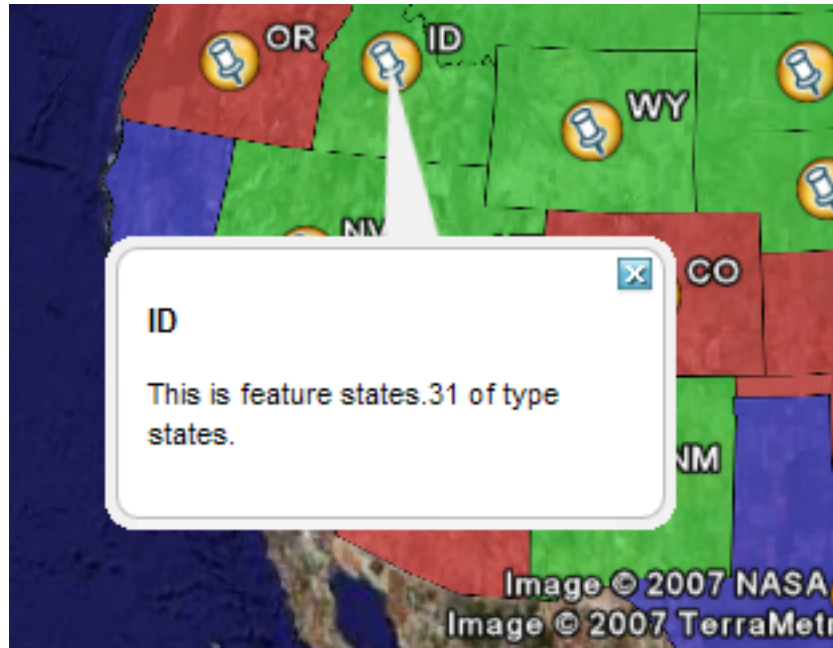 OR
ID
WY
NV
CO
ID
This is feature states.31 of type
states.
NM
Image © 2007 NASA
Image © 2007 TerraMetr